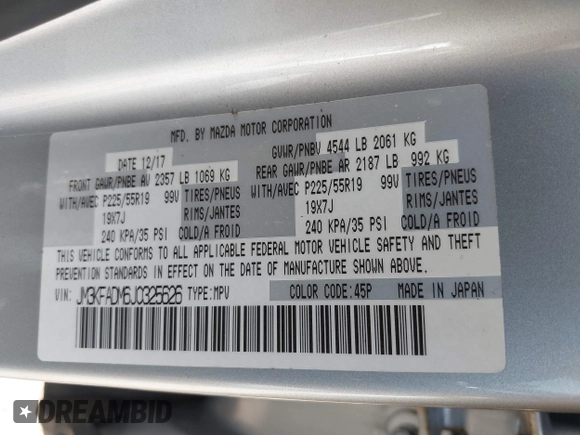 MFD. BY MAZDA MOTOR CORPORATION
DATE 12/17 GVWR/PNBV 4544 LB 2061 KG
FRONT GAWR/PNBE AV 2357 LB 1069 KG REAR GAWR/PNBE AR 2187 LB 992 KG
WITH/AVEC P225/55R19 99V TIRES/PNEUS WITH/AVEC P225/55R19 99V TIRES/PNEUS
19X7J RIMS/JANTES 19X7J RIMS/JANTES
240 KPA/35 PSI COLD/A FROID 240 KPA/35 PSI COLD/A FROID
THIS VEHICLE CONFORMS TO ALL APPLICABLE FEDERAL MOTOR VEHICLE SAFETY AND THEFT
PREVENTION STANDARDS IN EFFECT ON THE DATE OF MANUFACTURE SHOWN ABOVE.
VIN: JM3KFADM6J0325626 TYPE:MPV COLOR CODE:45P MADE IN JAPAN
DREAMBID